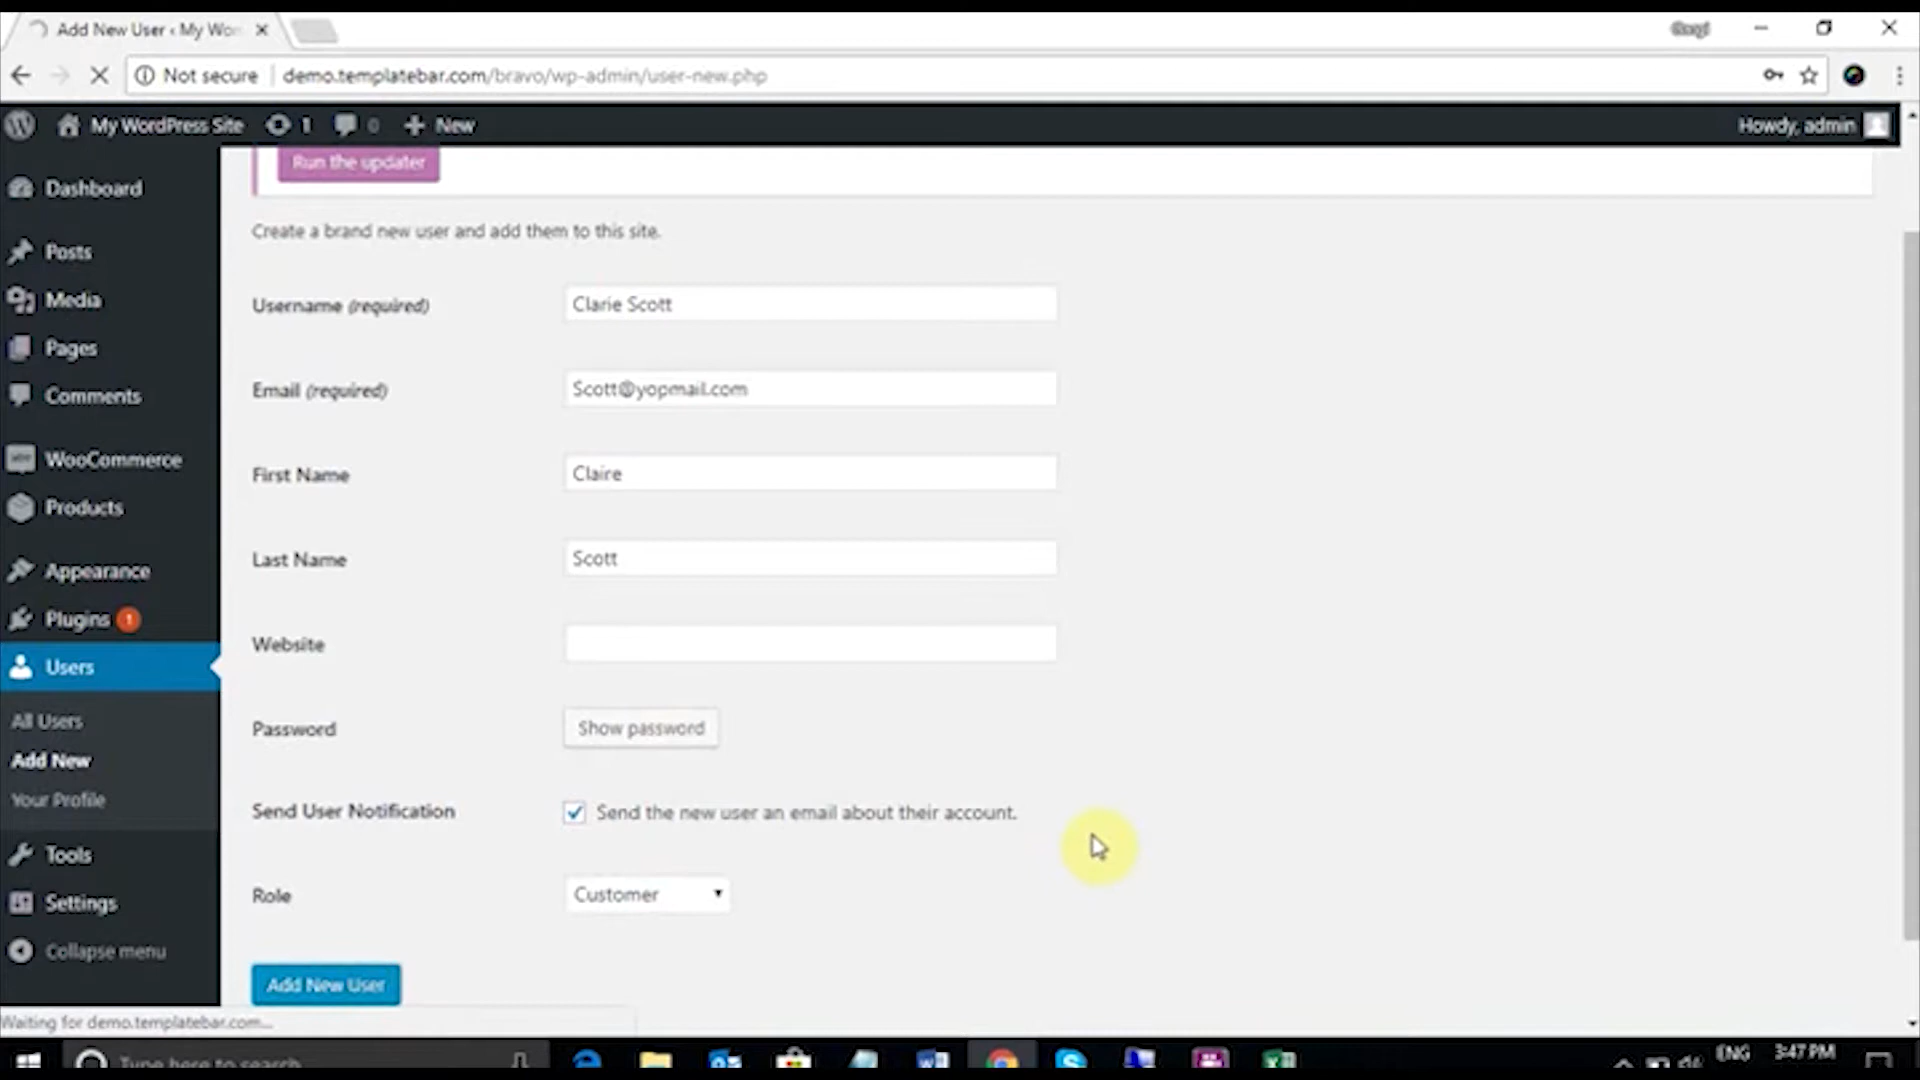 Add New User ‹ My Wor
Not secure demo.templatebar.com/bravo/wp-admin/user-new.php
My WordPress Site 1 0 New Howdy, admin
Run the updater
Dashboard
Create a brand new user and add them to this site.
Posts
Media
Username (required) Clarie Scott
Pages
Email (required) Scott@yopmail.com
Comments
WooCommerce
First Name Claire
Products
Last Name Scott
Appearance
Plugins 1
Website
Users
All Users
Password Show password
Add New
Your Profile
Send User Notification Send the new user an email about their account.
Tools
Role Customer
Settings
Collapse menu
Add New User
Waiting for demo.templatebar.com...
Type here to search ENG 3:47 PM